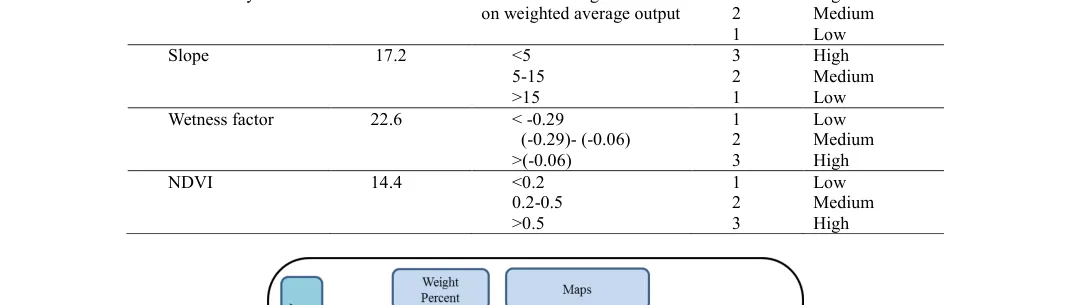 on weighted average output 2 Medium
1 Low
Slope 17.2 <5 3 High
5-15 2 Medium
>15 1 Low
Wetness factor 22.6 < -0.29 1 Low
(-0.29)- (-0.06) 2 Medium
>(-0.06) 3 High
NDVI 14.4 <0.2 1 Low
0.2-0.5 2 Medium
>0.5 3 High
Weight
Percent
Maps